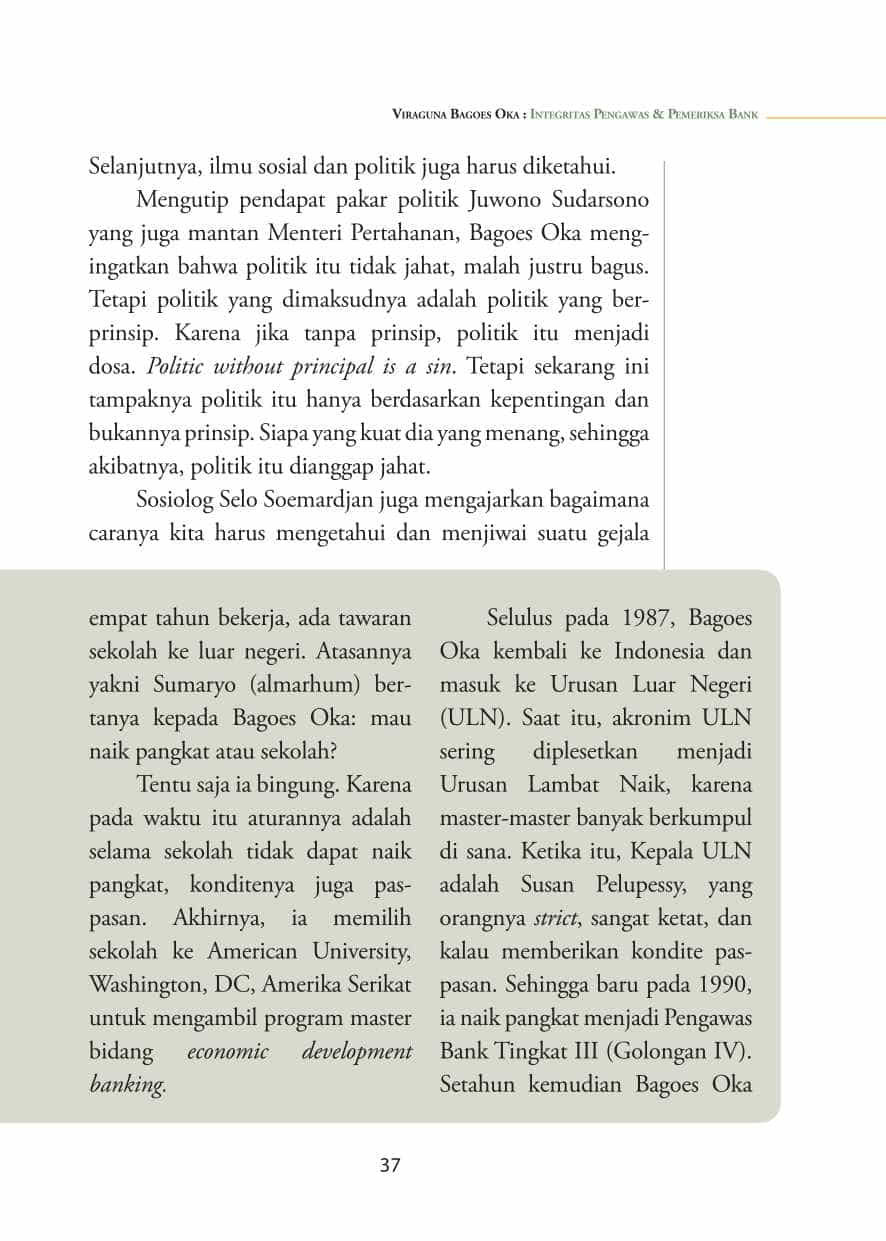 Viraguna Bagoes Oka : Integritas Pengawas & Pemeriksa Bank
Selanjutnya, ilmu sosial dan politik juga harus diketahui.
Mengutip pendapat pakar politik Juwono Sudarsono
yang juga mantan Menteri Pertahanan, Bagoes Oka meng-
ingatkan bahwa politik itu tidak jahat, malah justru bagus.
Tetapi politik yang dimaksudnya adalah politik yang ber-
prinsip. Karena jika tanpa prinsip, politik itu menjadi
dosa. Politic without principal is a sin. Tetapi sekarang ini
tampaknya politik itu hanya berdasarkan kepentingan dan
bukannya prinsip. Siapa yang kuat dia yang menang, sehingga
akibatnya, politik itu dianggap jahat.
Sosiolog Selo Soemardjan juga mengajarkan bagaimana
caranya kita harus mengetahui dan menjiwai suatu gejala
empat tahun bekerja, ada tawaran
sekolah ke luar negeri. Atasannya
yakni Sumaryo (almarhum) ber-
tanya kepada Bagoes Oka: mau
naik pangkat atau sekolah?
Tentu saja ia bingung. Karena
pada waktu itu aturannya adalah
selama sekolah tidak dapat naik
pangkat, konditenya juga pas-
pasan. Akhirnya, ia memilih
sekolah ke American University,
Washington, DC, Amerika Serikat
untuk mengambil program master
bidang economic development
banking.
Selulus pada 1987, Bagoes
Oka kembali ke Indonesia dan
masuk ke Urusan Luar Negeri
(ULN). Saat itu, akronim ULN
sering diplesetkan menjadi
Urusan Lambat Naik, karena
master-master banyak berkumpul
di sana. Ketika itu, Kepala ULN
adalah Susan Pelupessy, yang
orangnya strict, sangat ketat, dan
kalau memberikan kondite pas-
pasan. Sehingga baru pada 1990,
ia naik pangkat menjadi Pengawas
Bank Tingkat III (Golongan IV).
Setahun kemudian Bagoes Oka
37